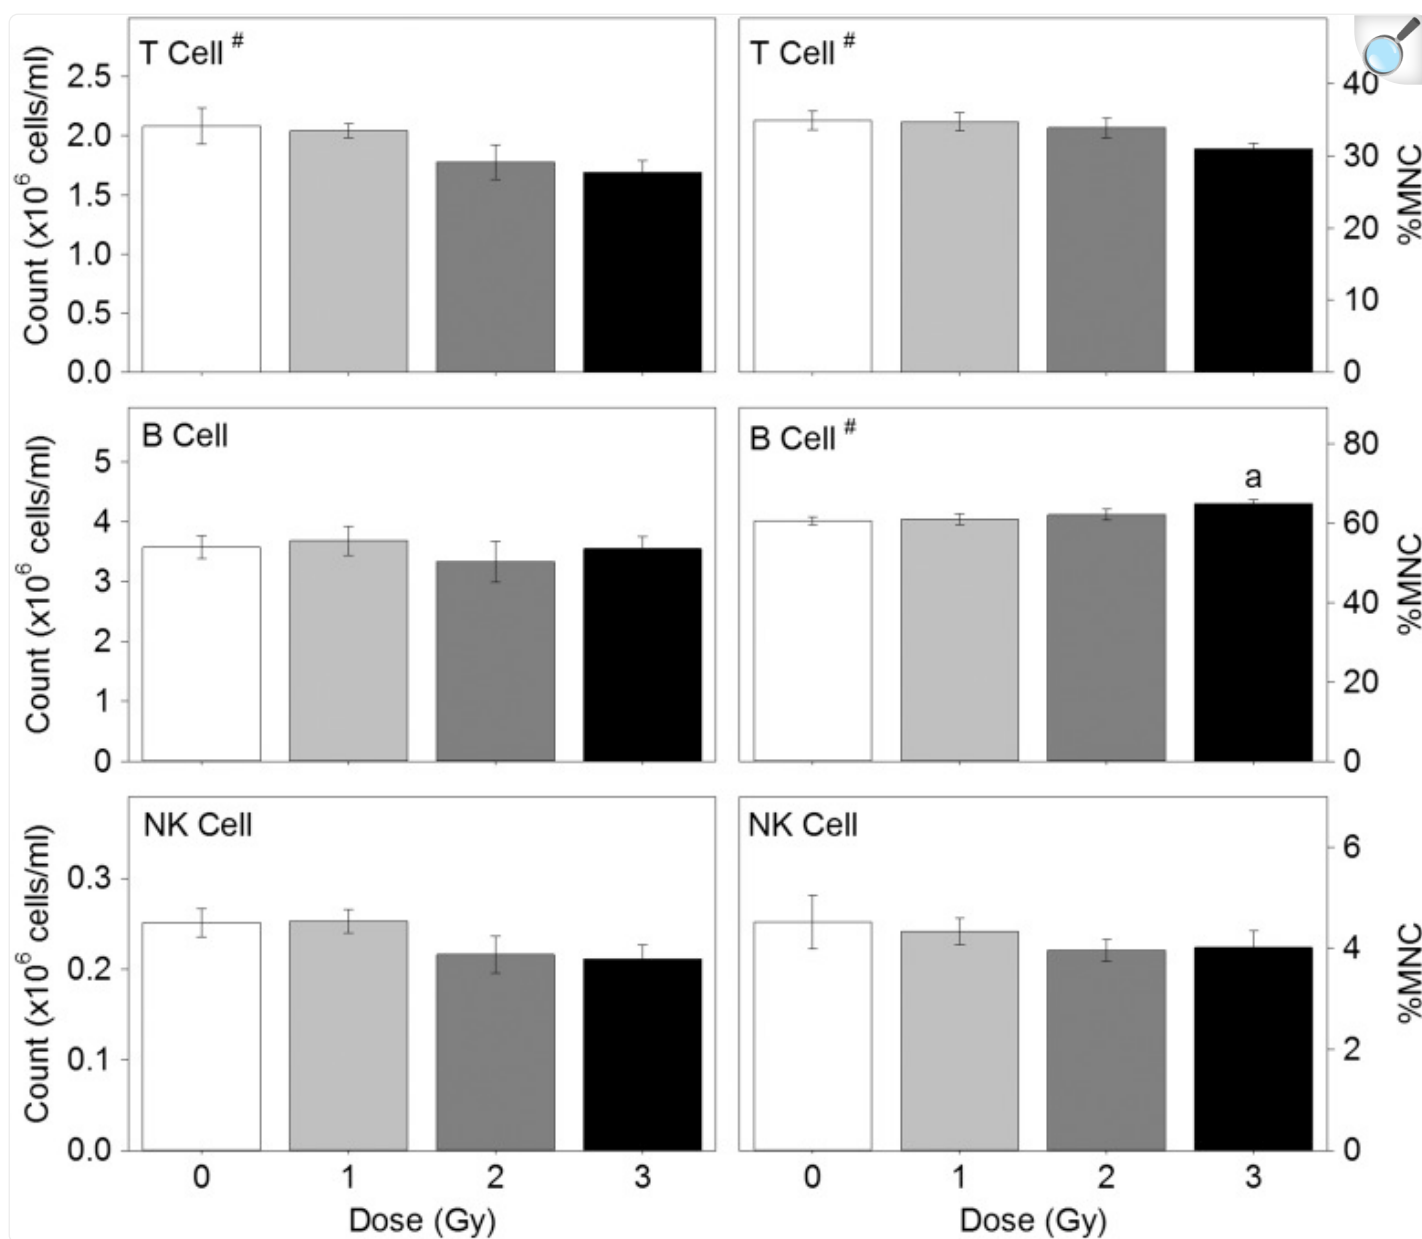 T Cell #
T Cell #
Count (x10⁶ cells/ml)
2.5
2.0
1.5
1.0
0.5
0.0
40
30
20
10
0
%MNC
B Cell
B Cell #
a
Count (x10⁶ cells/ml)
5
4
3
2
1
0
80
60
40
20
0
%MNC
NK Cell
NK Cell
Count (x10⁶ cells/ml)
0.3
0.2
0.1
0.0
6
4
2
0
%MNC
0 1 2 3
0 1 2 3
Dose (Gy)
Dose (Gy)